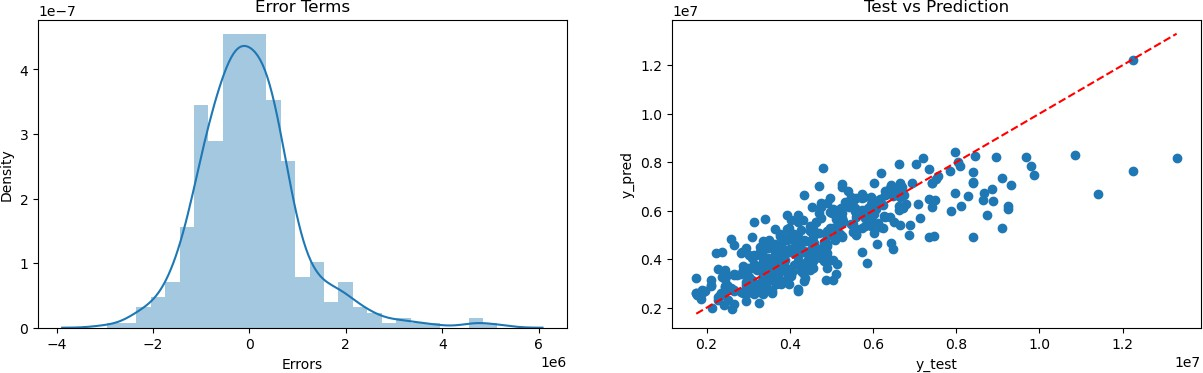 Error Terms
1e−7
4
3
2
1
0
Density
−4 −2 0 2 4 6
1e6
Errors
Test vs Prediction
1e7
1.2
1.0
0.8
0.6
0.4
0.2
y_pred
0.2 0.4 0.6 0.8 1.0 1.2
1e7
y_test